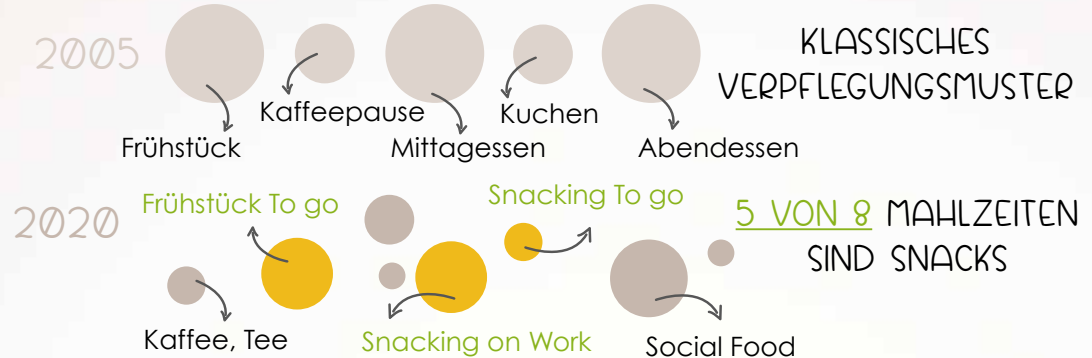 2005
KLASSISCHES
VERPFLEGUNGSMUSTER
Kaffeepause
Kuchen
Frühstück
Mittagessen
Abendessen
2020
Frühstück To go
Snacking To go
5 VON 8 MAHLZEITEN
SIND SNACKS
Kaffee, Tee
Snacking on Work
Social Food